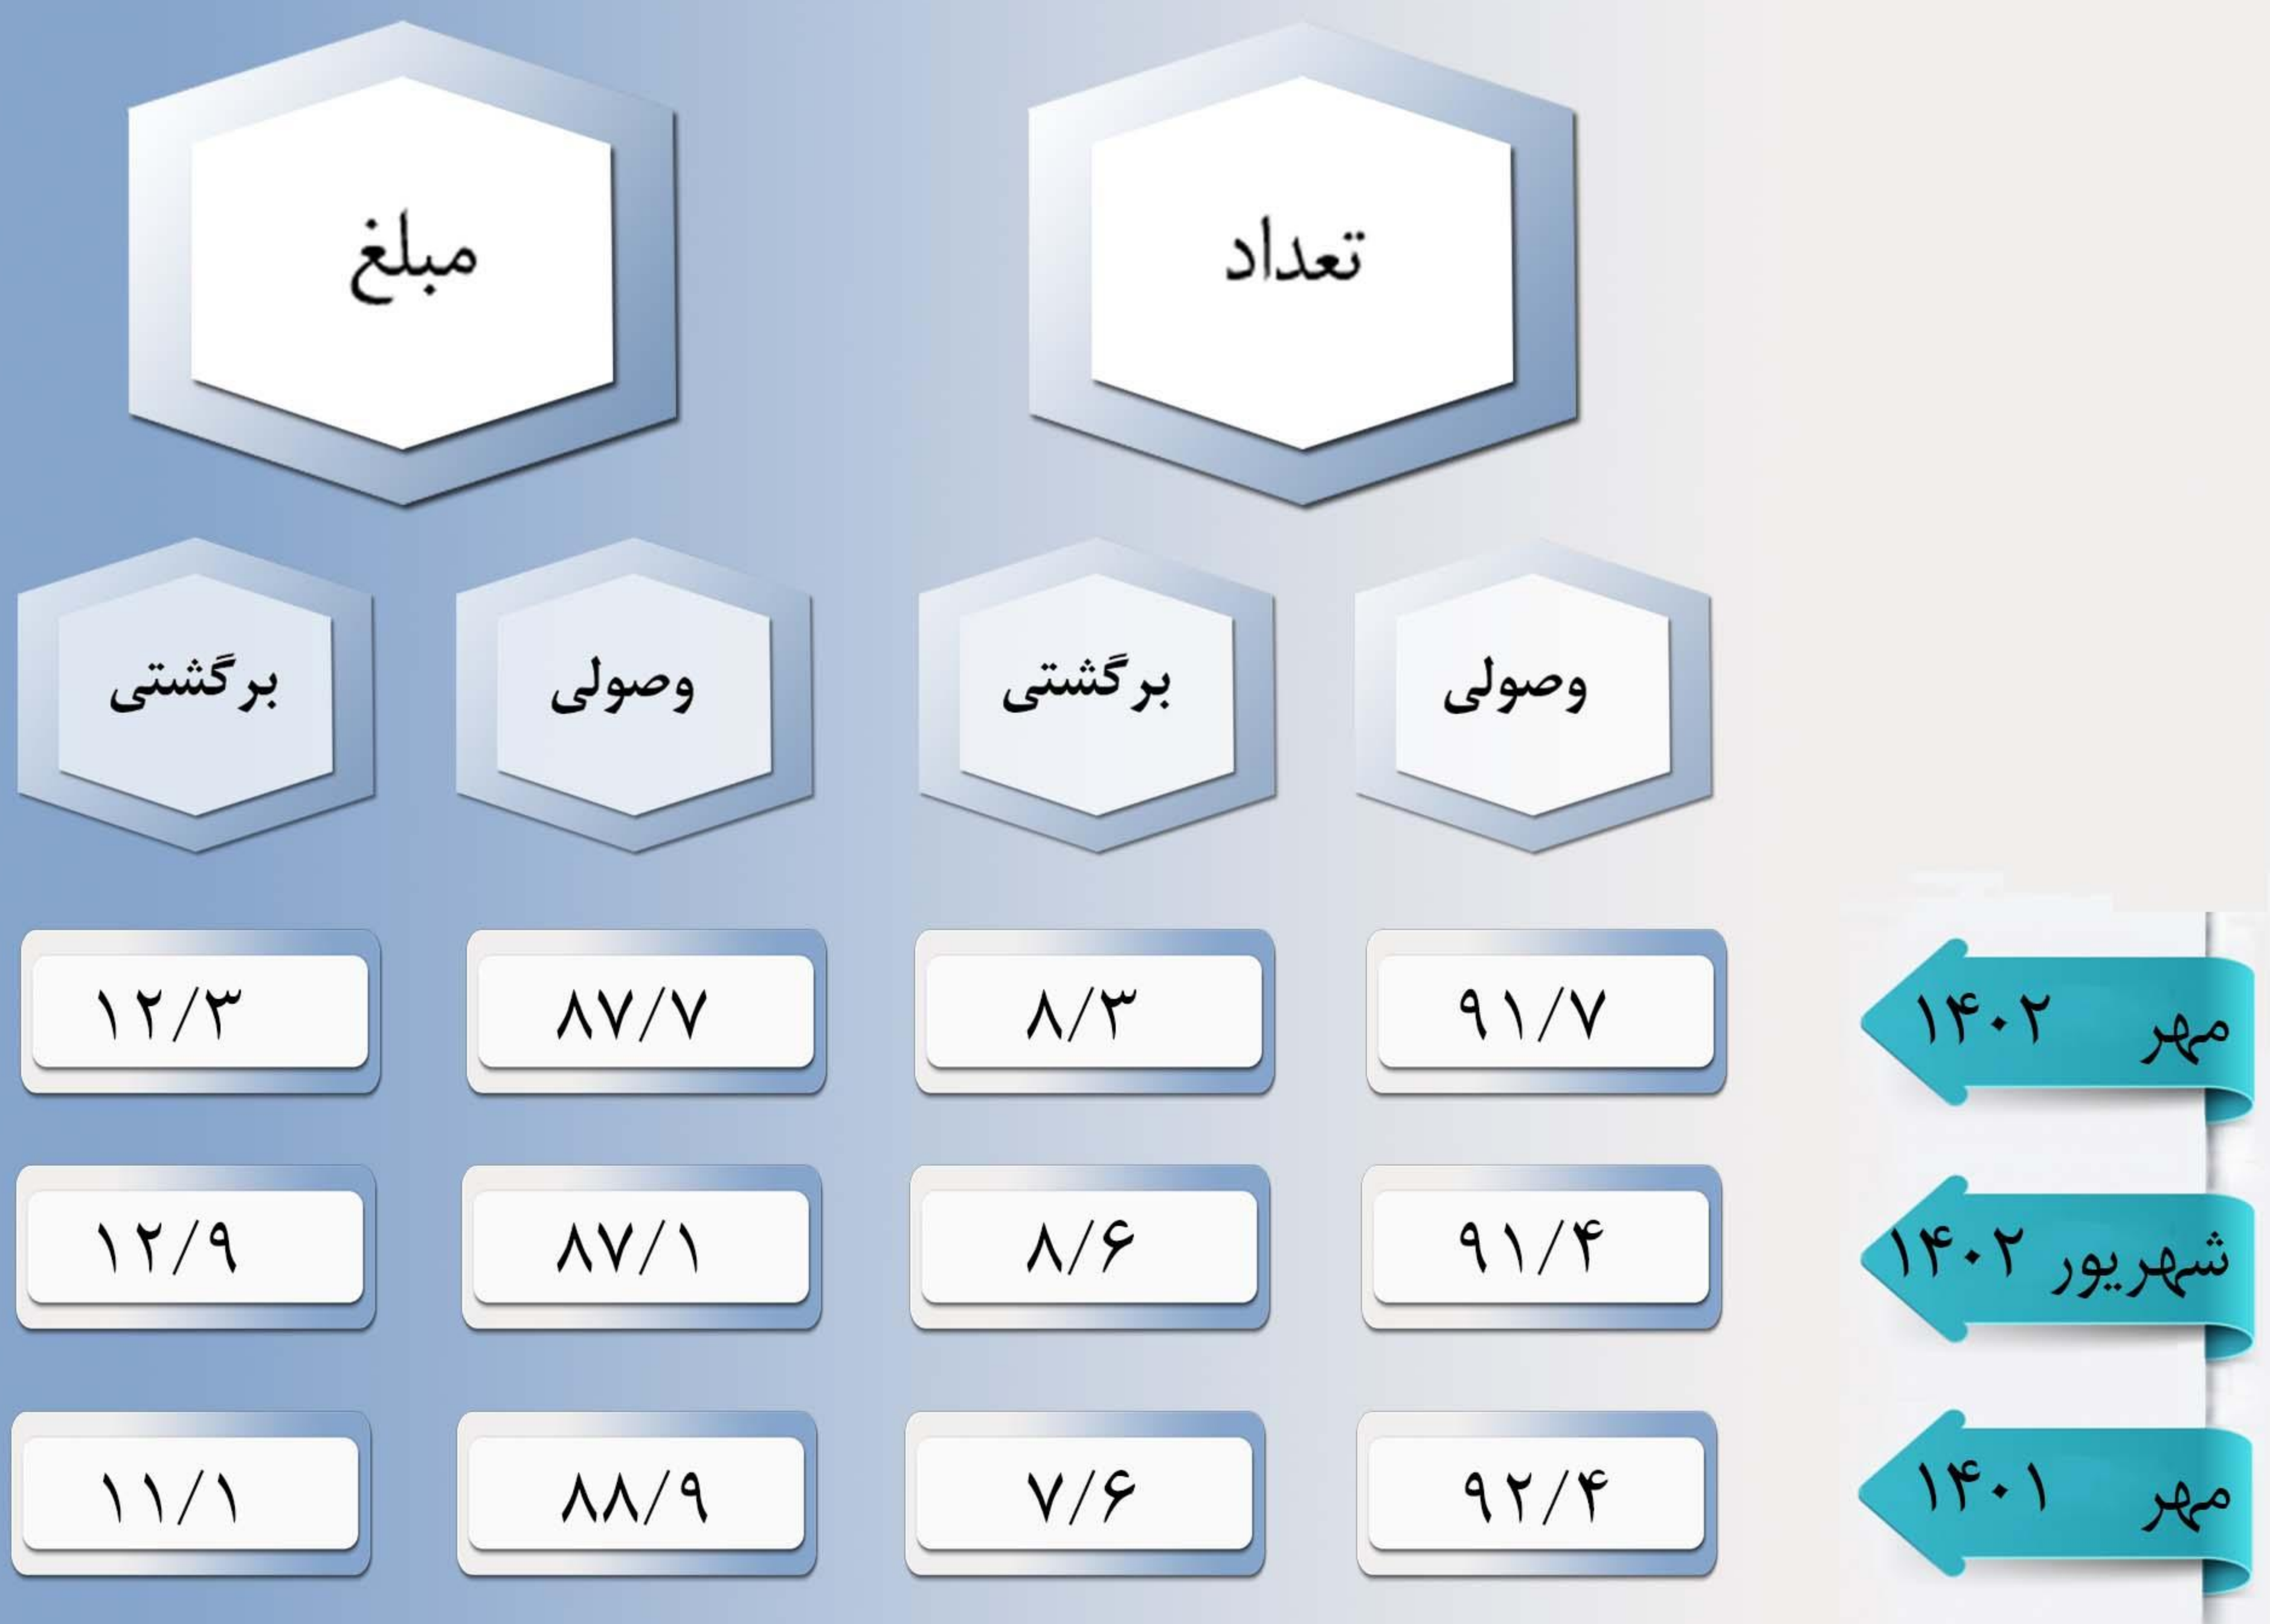 تعداد مبلغ
وصولی برگشتی وصولی برگشتی
مهر ۱۴۰۲ ۹۱/۷ ۸/۳ ۸۷/۷ ۱۲/۳
شهریور ۱۴۰۲ ۹۱/۴ ۸/۶ ۸۷/۱ ۱۲/۹
مهر ۱۴۰۱ ۹۲/۴ ۷/۶ ۸۸/۹ ۱۱/۱